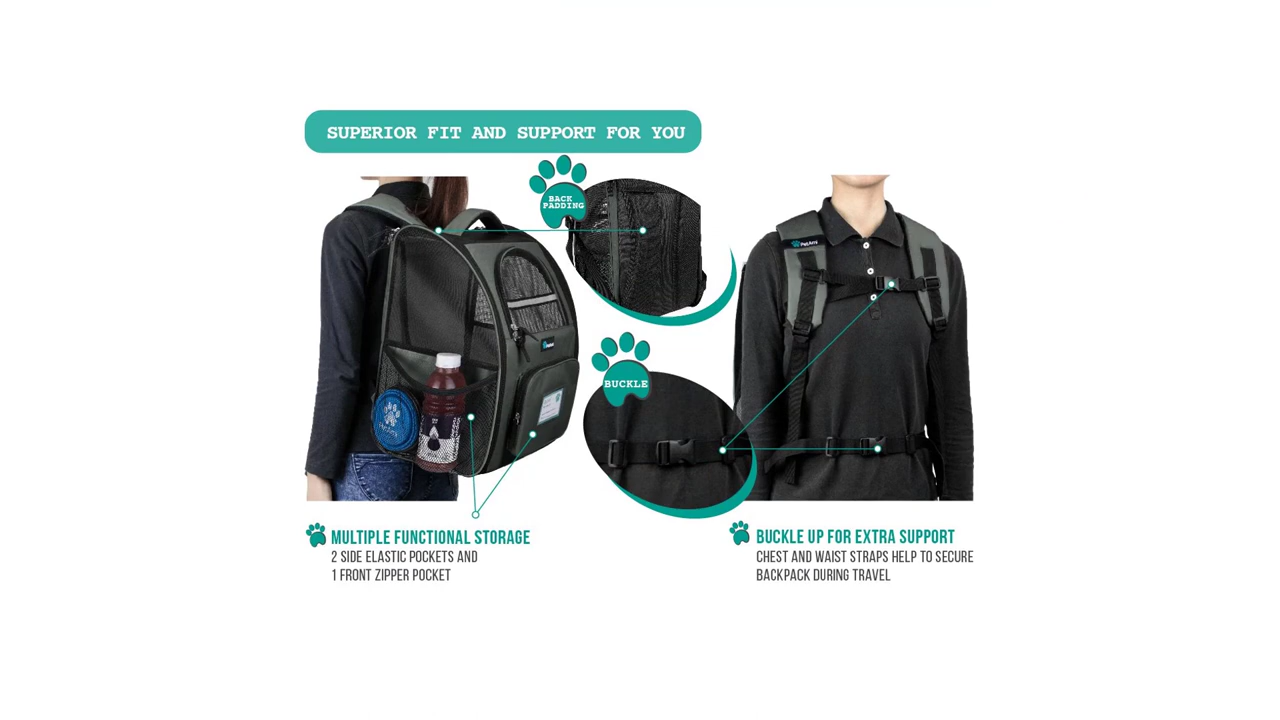 SUPERIOR FIT AND SUPPORT FOR YOU
BACK
PADDING
PetAmi
BUCKLE
MULTIPLE FUNCTIONAL STORAGE
2 SIDE ELASTIC POCKETS AND
1 FRONT ZIPPER POCKET
BUCKLE UP FOR EXTRA SUPPORT
CHEST AND WAIST STRAPS HELP TO SECURE
BACKPACK DURING TRAVEL